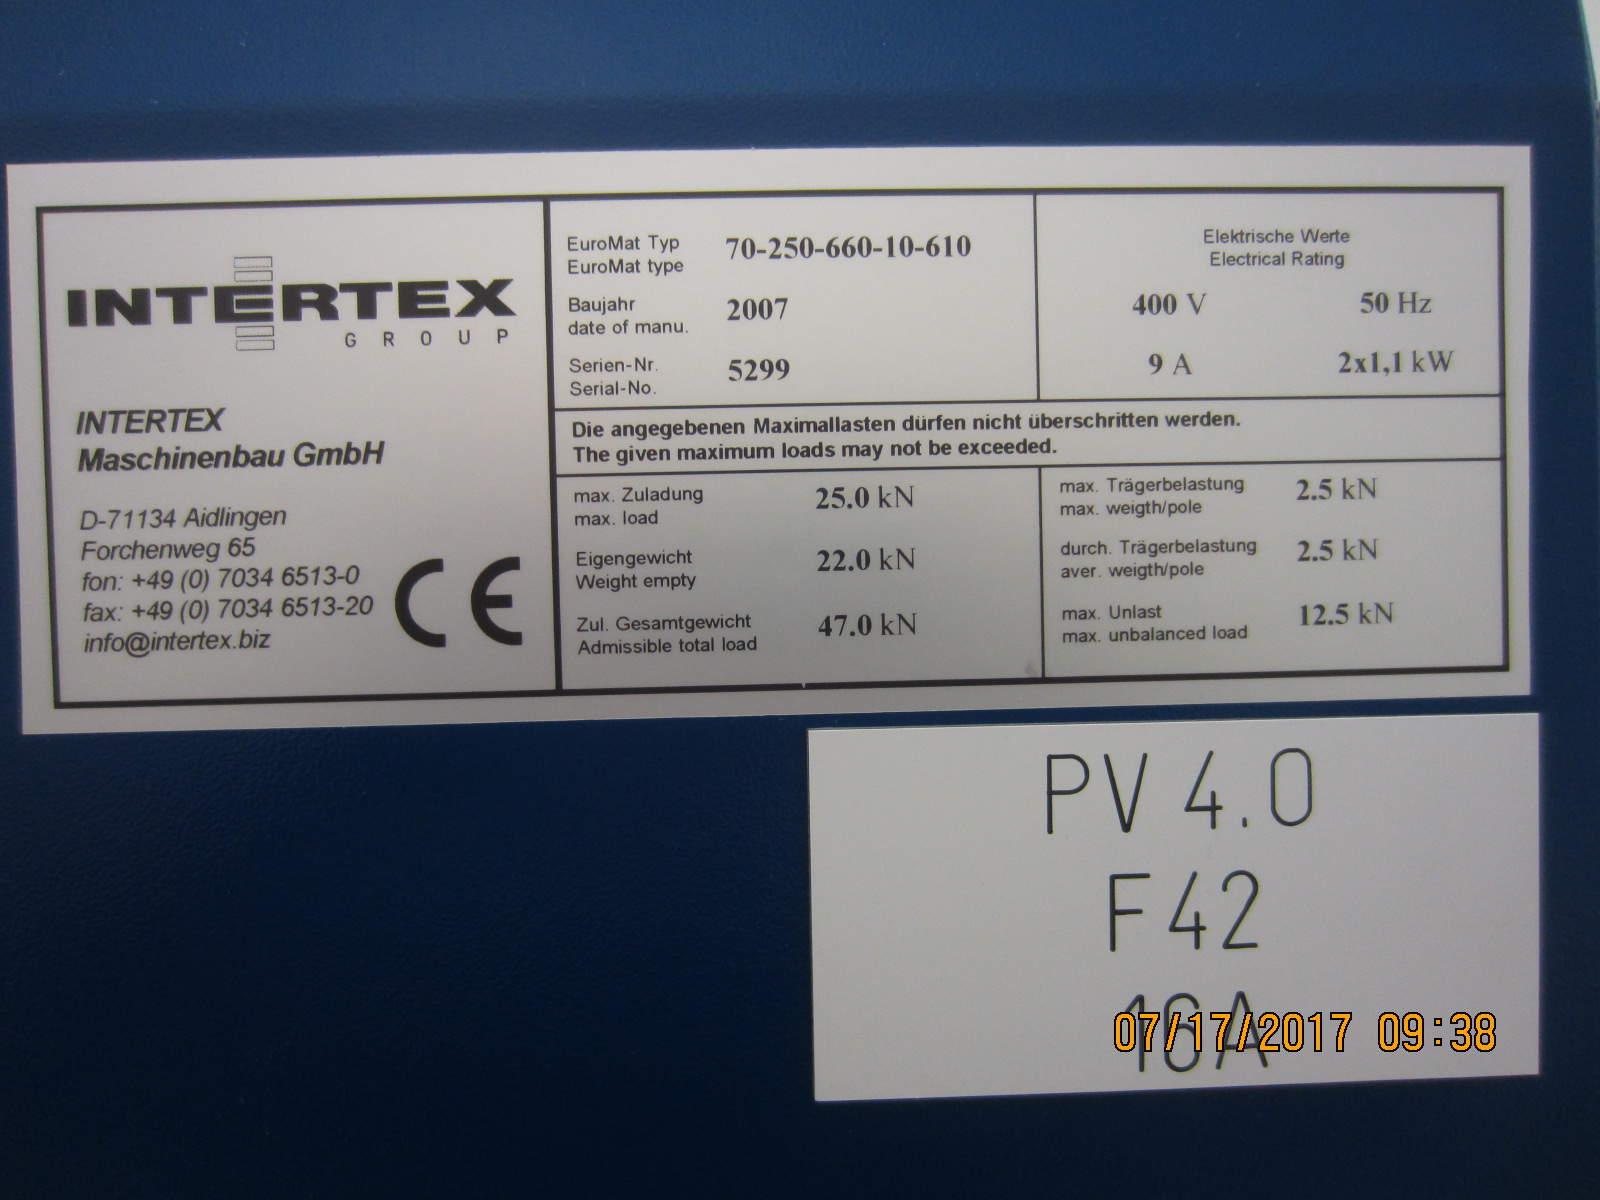 INTERTEX
GROUP
INTERTEX
Maschinenbau GmbH
D-71134 Aidlingen
Forchenweg 65
fon: +49 (0) 7034 6513-0
fax: +49 (0) 7034 6513-20
info@intertex.biz
CE
EuroMat Typ
EuroMat type
70-250-660-10-610
Baujahr
date of manu.
2007
Serien-Nr.
Serial-No.
5299
Elektrische Werte
Electrical Rating
400 V 50 Hz
9 A 2x1,1 kW
Die angegebenen Maximallasten dürfen nicht überschritten werden.
The given maximum loads may not be exceeded.
max. Zuladung
max. load
25.0 kN
Eigengewicht
Weight empty
22.0 kN
Zul. Gesamtgewicht
Admissible total load
47.0 kN
max. Trägerbelastung
max. weigth/pole
2.5 kN
durch. Trägerbelastung
aver. weigth/pole
2.5 kN
max. Unlast
max. unbalanced load
12.5 kN
PV 4.0
F42
16A
07/17/2017 09:38